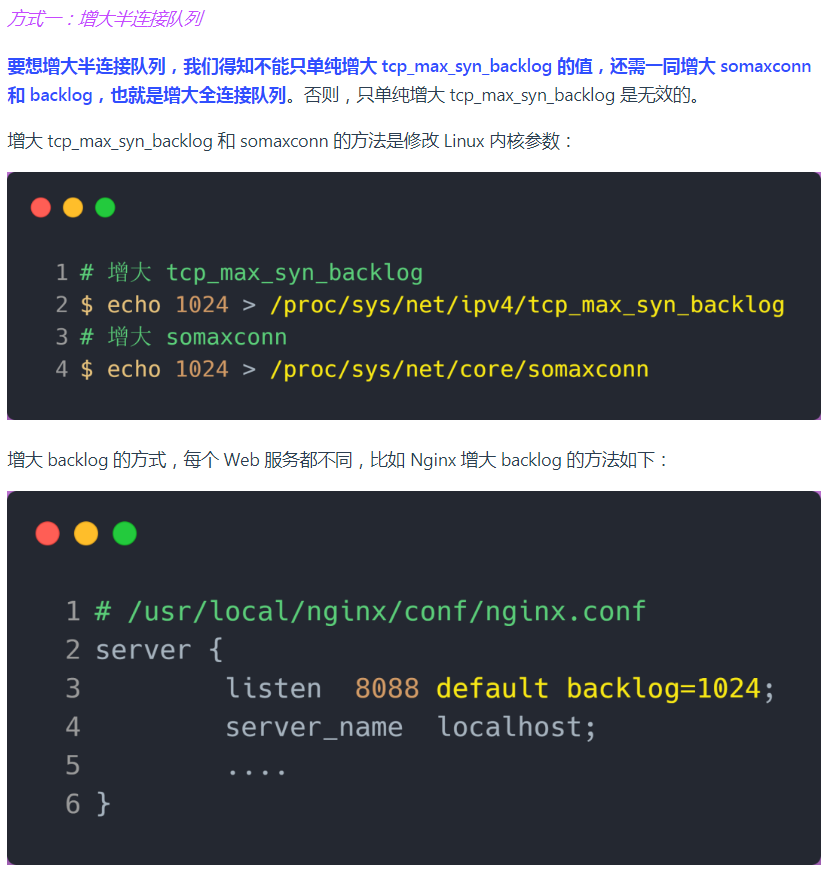 方式一：增大半连接队列
要想增大半连接队列，我们得知不能只单纯增大 tcp_max_syn_backlog 的值，还需一同增大 somaxconn
和 backlog，也就是增大全连接队列。否则，只单纯增大 tcp_max_syn_backlog 是无效的。
增大 tcp_max_syn_backlog 和 somaxconn 的方法是修改 Linux 内核参数：
1 # 增大 tcp_max_syn_backlog
2 $ echo 1024 > /proc/sys/net/ipv4/tcp_max_syn_backlog
3 # 增大 somaxconn
4 $ echo 1024 > /proc/sys/net/core/somaxconn
增大 backlog 的方式，每个 Web 服务都不同，比如 Nginx 增大 backlog 的方法如下：
1 # /usr/local/nginx/conf/nginx.conf
2 server {
3 listen 8088 default backlog=1024;
4 server_name localhost;
5 ....
6 }